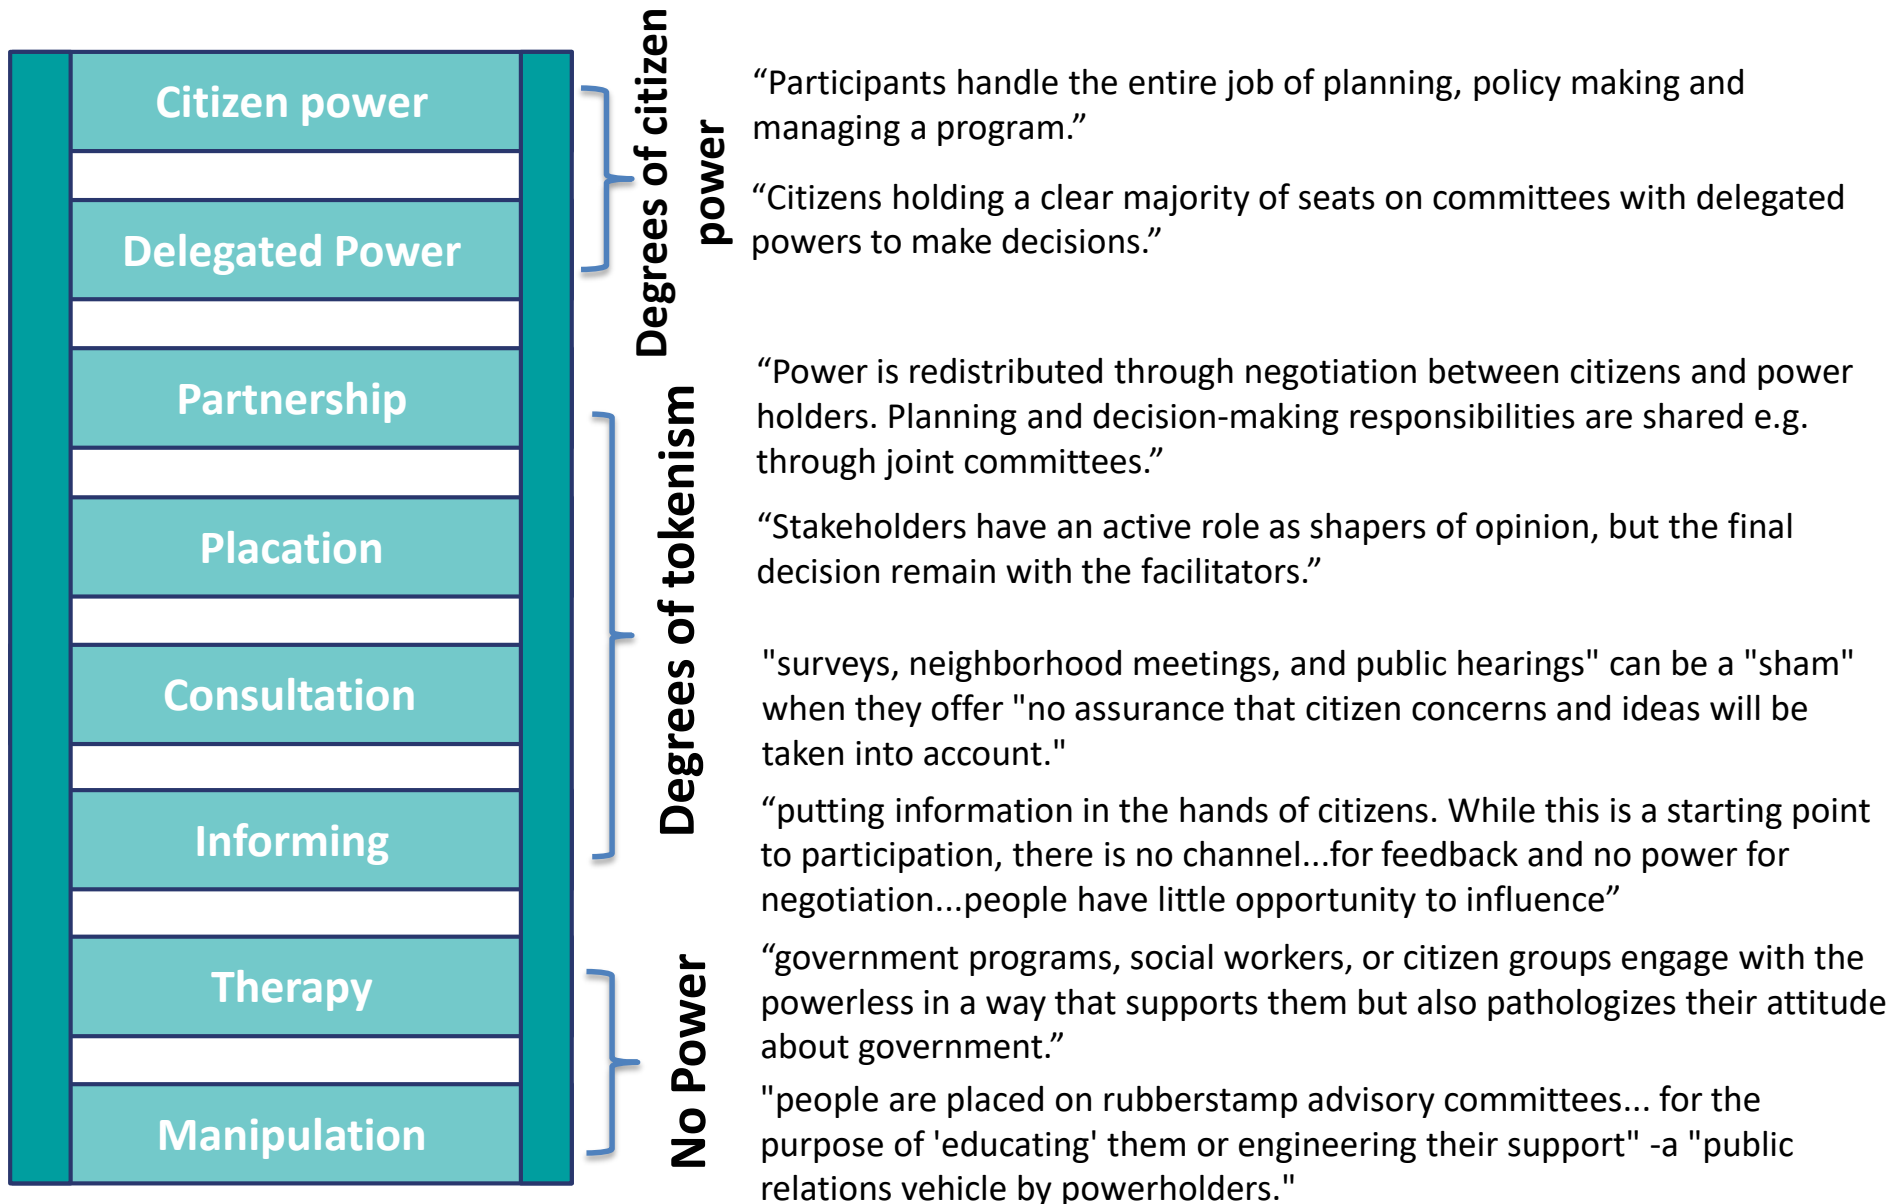 Citizen power
Delegated Power
Partnership
Placation
Consultation
Informing
Therapy
Manipulation
Degrees of citizen
power
Degrees of tokenism
No Power
“Participants handle the entire job of planning, policy making and
managing a program.”
“Citizens holding a clear majority of seats on committees with delegated
powers to make decisions.”
“Power is redistributed through negotiation between citizens and power
holders. Planning and decision-making responsibilities are shared e.g.
through joint committees.”
“Stakeholders have an active role as shapers of opinion, but the final
decision remain with the facilitators.”
"surveys, neighborhood meetings, and public hearings" can be a "sham"
when they offer "no assurance that citizen concerns and ideas will be
taken into account."
“putting information in the hands of citizens. While this is a starting point
to participation, there is no channel...for feedback and no power for
negotiation...people have little opportunity to influence”
“government programs, social workers, or citizen groups engage with the
powerless in a way that supports them but also pathologizes their attitude
about government.”
"people are placed on rubberstamp advisory committees... for the
purpose of 'educating' them or engineering their support" -a "public
relations vehicle by powerholders."